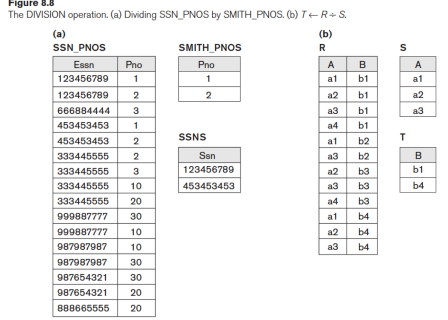 Figure 8.8
The DIVISION operation. (a) Dividing SSN_PNOS by SMITH_PNOS. (b) T ← R ÷ S.
(a)
SSN_PNOS
Essn Pno
123456789 1
123456789 2
666884444 3
453453453 1
453453453 2
333445555 2
333445555 3
333445555 10
333445555 20
999887777 30
999887777 10
987987987 10
987987987 30
987654321 30
987654321 20
888665555 20
SMITH_PNOS
Pno
1
2
SSNS
Ssn
123456789
453453453
(b)
R
A B
a1 b1
a2 b1
a3 b1
a4 b1
a1 b2
a3 b2
a2 b3
a3 b3
a4 b3
a1 b4
a2 b4
a3 b4
S
A
a1
a2
a3
T
B
b1
b4